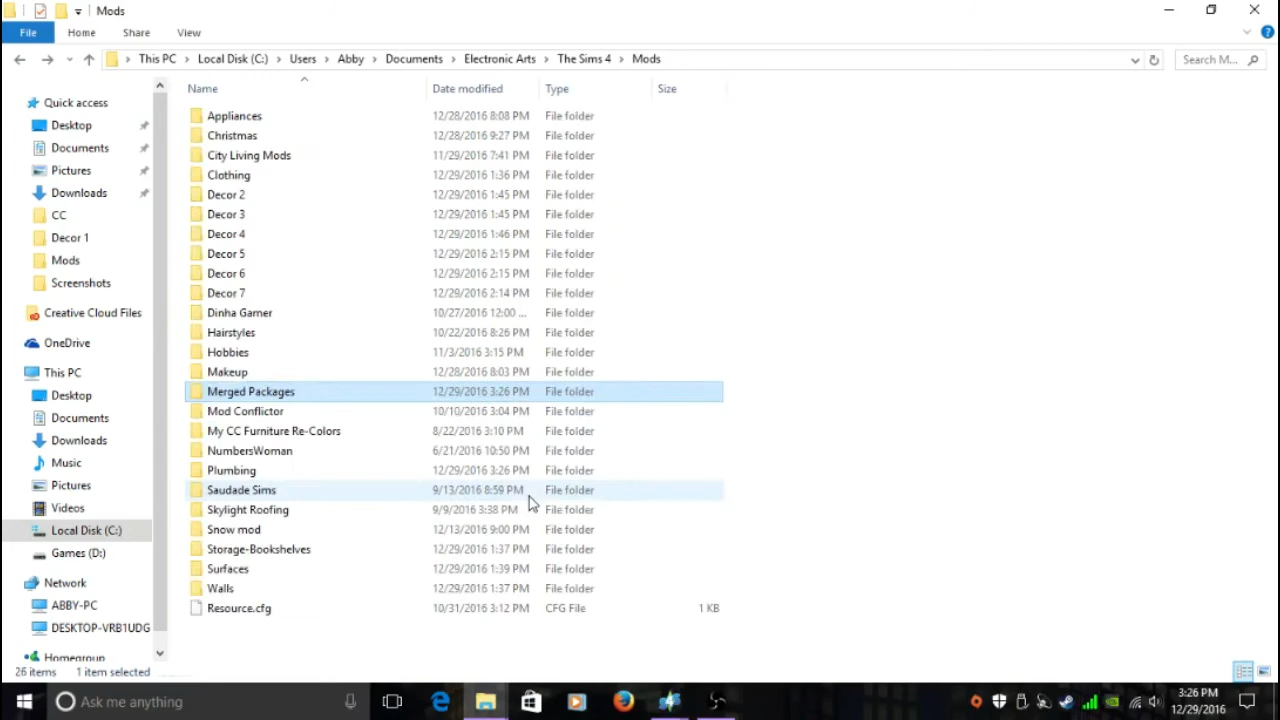 Mods
File Home Share View
This PC Local Disk (C:) Users Abby Documents Electronic Arts The Sims 4 Mods Search M...
Name Date modified Type Size
Quick access
Desktop
Documents
Pictures
Downloads
CC
Decor 1
Mods
Screenshots
Creative Cloud Files
OneDrive
This PC
Desktop
Documents
Downloads
Music
Pictures
Videos
Local Disk (C:)
Games (D:)
Network
ABBY-PC
DESKTOP-VRB1UDG
Homegroup
Appliances 12/28/2016 8:08 PM File folder
Christmas 12/28/2016 9:27 PM File folder
City Living Mods 11/29/2016 7:41 PM File folder
Clothing 12/29/2016 1:36 PM File folder
Decor 2 12/29/2016 1:45 PM File folder
Decor 3 12/29/2016 1:45 PM File folder
Decor 4 12/29/2016 1:46 PM File folder
Decor 5 12/29/2016 2:15 PM File folder
Decor 6 12/29/2016 2:15 PM File folder
Decor 7 12/29/2016 2:14 PM File folder
Dinha Gamer 10/27/2016 12:00 ... File folder
Hairstyles 10/22/2016 8:26 PM File folder
Hobbies 11/3/2016 3:15 PM File folder
Makeup 12/28/2016 8:03 PM File folder
Merged Packages 12/29/2016 3:26 PM File folder
Mod Conflictor 10/10/2016 3:04 PM File folder
My CC Furniture Re-Colors 8/22/2016 3:10 PM File folder
NumbersWoman 6/21/2016 10:50 PM File folder
Plumbing 12/29/2016 3:26 PM File folder
Saudade Sims 9/13/2016 8:59 PM File folder
Skylight Roofing 9/9/2016 3:38 PM File folder
Snow mod 12/13/2016 9:00 PM File folder
Storage-Bookshelves 12/29/2016 1:37 PM File folder
Surfaces 12/29/2016 1:39 PM File folder
Walls 12/29/2016 1:37 PM File folder
Resource.cfg 10/31/2016 3:12 PM CFG File 1 KB
26 items 1 item selected
Ask me anything
3:26 PM
12/29/2016